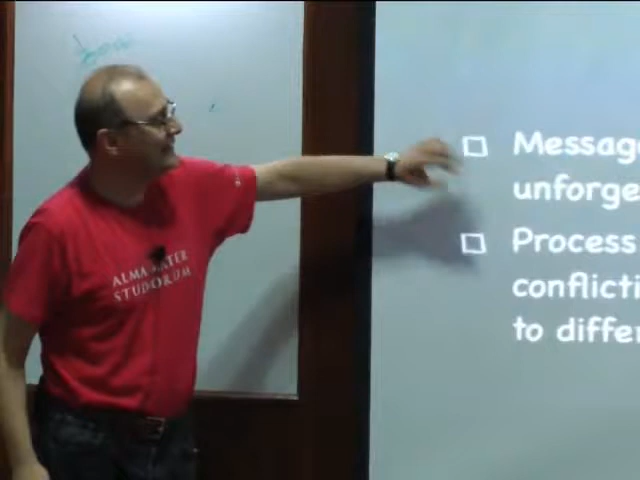 Message
unforge
Process
conflicti
to differ
ALMA MATER
STUDIORUM